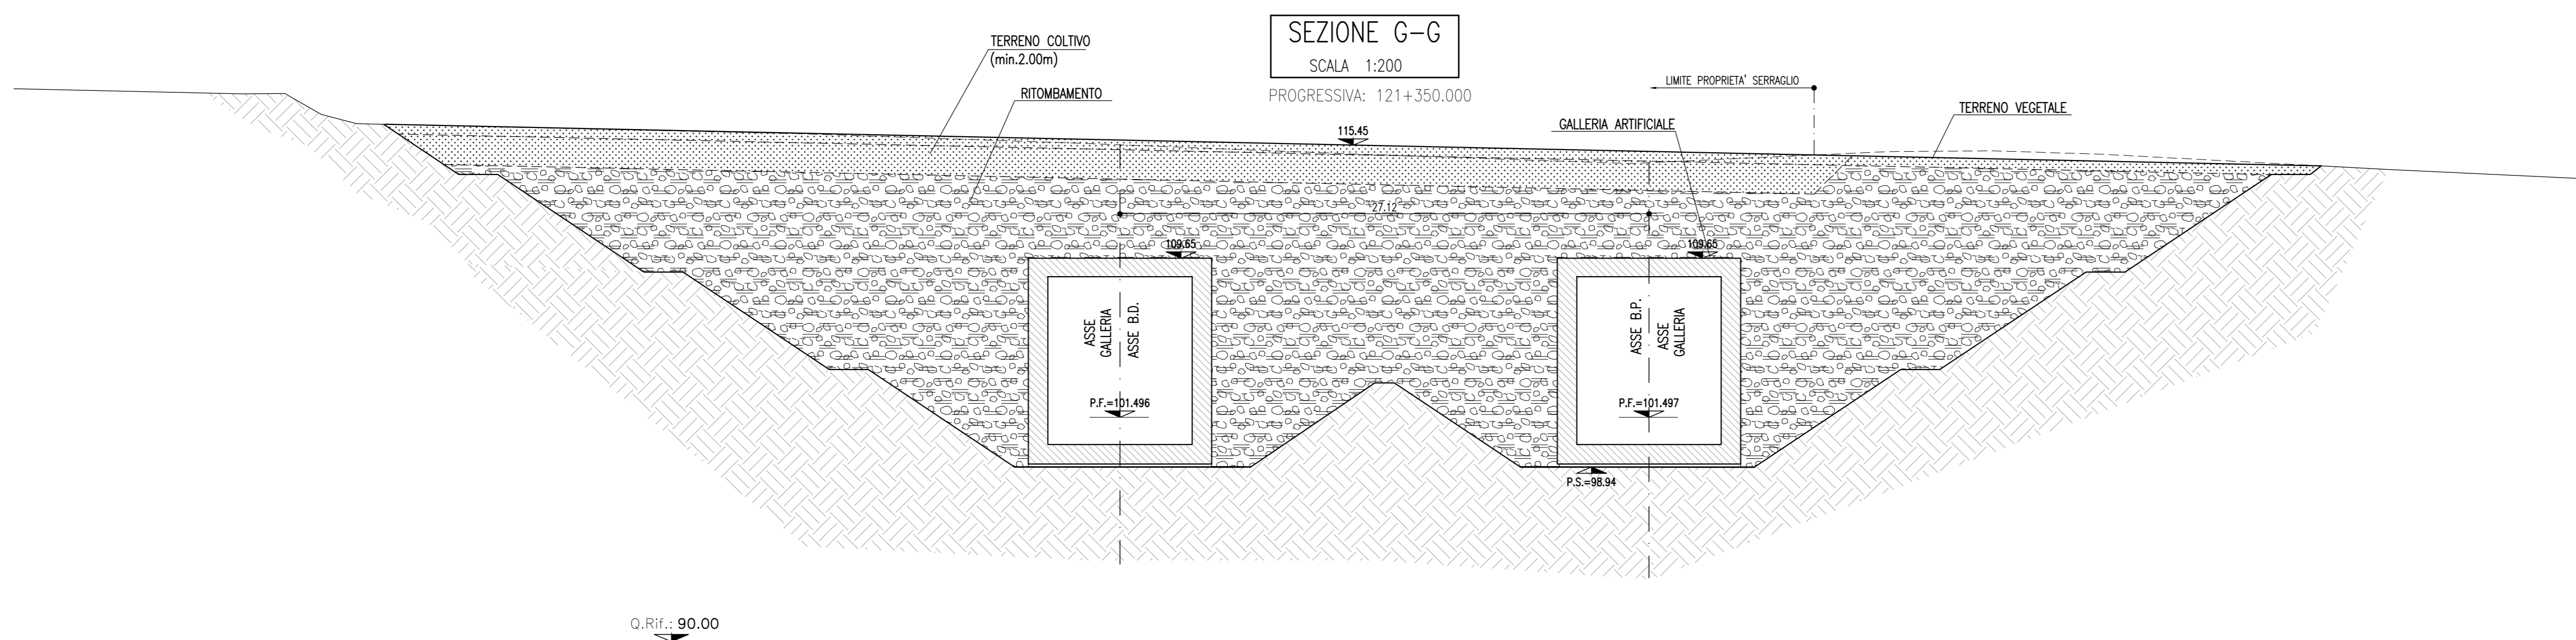 SEZIONE G-G
SCALA 1:200
PROGRESSIVA: 121+350.000
TERRENO COLTIVO
(min.2.00m)
RITOMBAMENTO
LIMITE PROPRIETA' SERRAGLIO
TERRENO VEGETALE
GALLERIA ARTIFICIALE
115.45
27.12
109.65
109.65
ASSE
GALLERIA
ASSE B.D.
ASSE B.P.
ASSE
GALLERIA
P.F.=101.496
P.F.=101.497
P.S.=98.94
Q.Rif.: 90.00